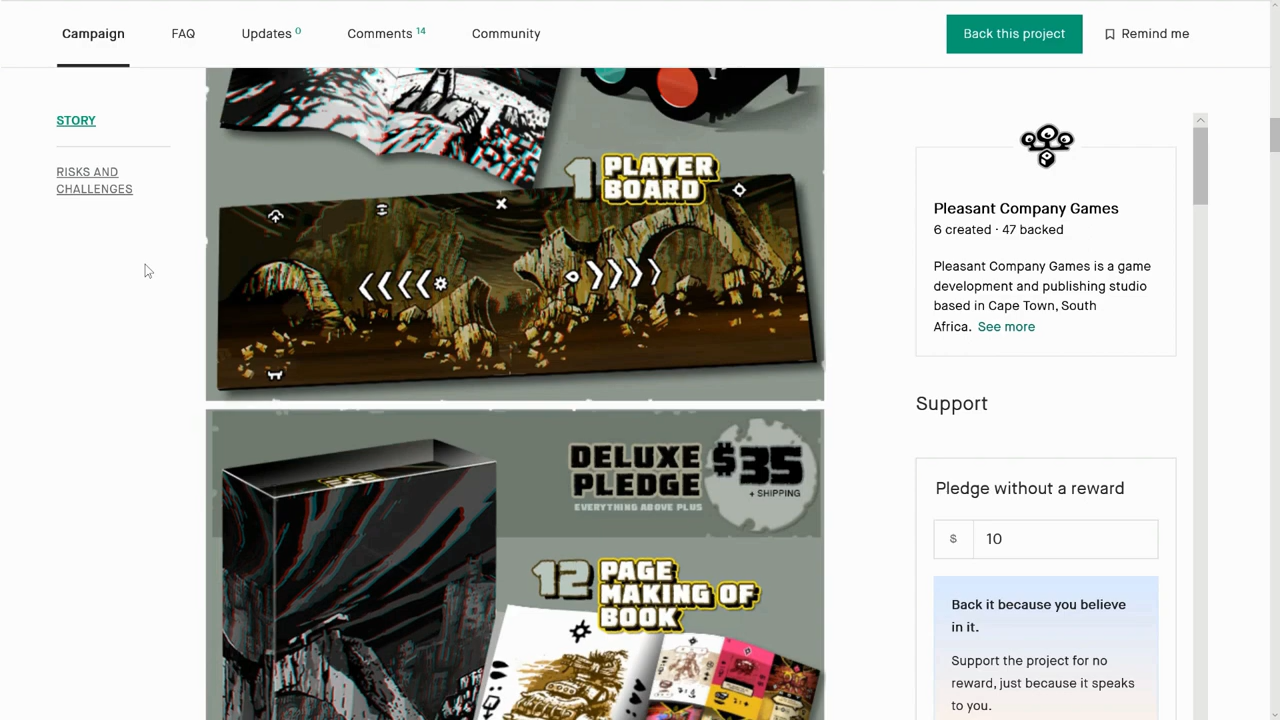 Campaign
FAQ
Updates 0
Comments 14
Community
Back this project
Remind me
STORY
RISKS AND
CHALLENGES
1 PLAYER
BOARD
DELUXE
PLEDGE
$35
+ SHIPPING
EVERYTHING ABOVE PLUS
12 PAGE
MAKING OF
BOOK
Pleasant Company Games
6 created · 47 backed
Pleasant Company Games is a game
development and publishing studio
based in Cape Town, South
Africa. See more
Support
Pledge without a reward
$ 10
Back it because you believe
in it.
Support the project for no
reward, just because it speaks
to you.